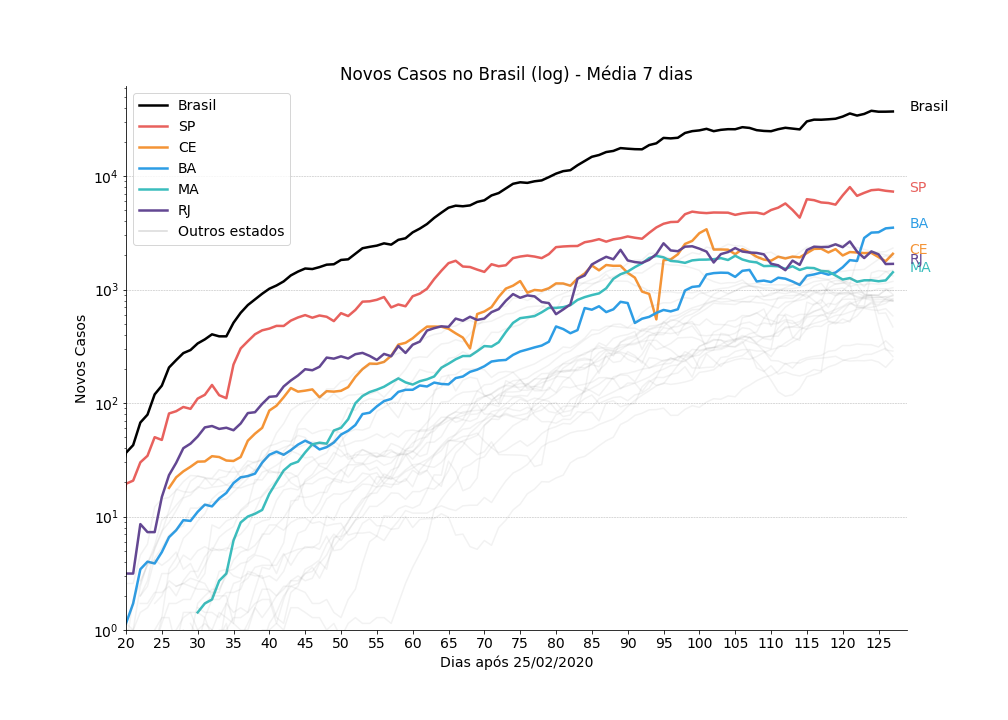 Novos Casos no Brasil (log) - Média 7 dias
Brasil
SP
CE
BA
MA
RJ
Outros estados
Novos Casos
10⁴
10³
10²
10¹
10⁰
Brasil
SP
BA
CE
RJ
MA
20 25 30 35 40 45 50 55 60 65 70 75 80 85 90 95 100 105 110 115 120 125
Dias após 25/02/2020